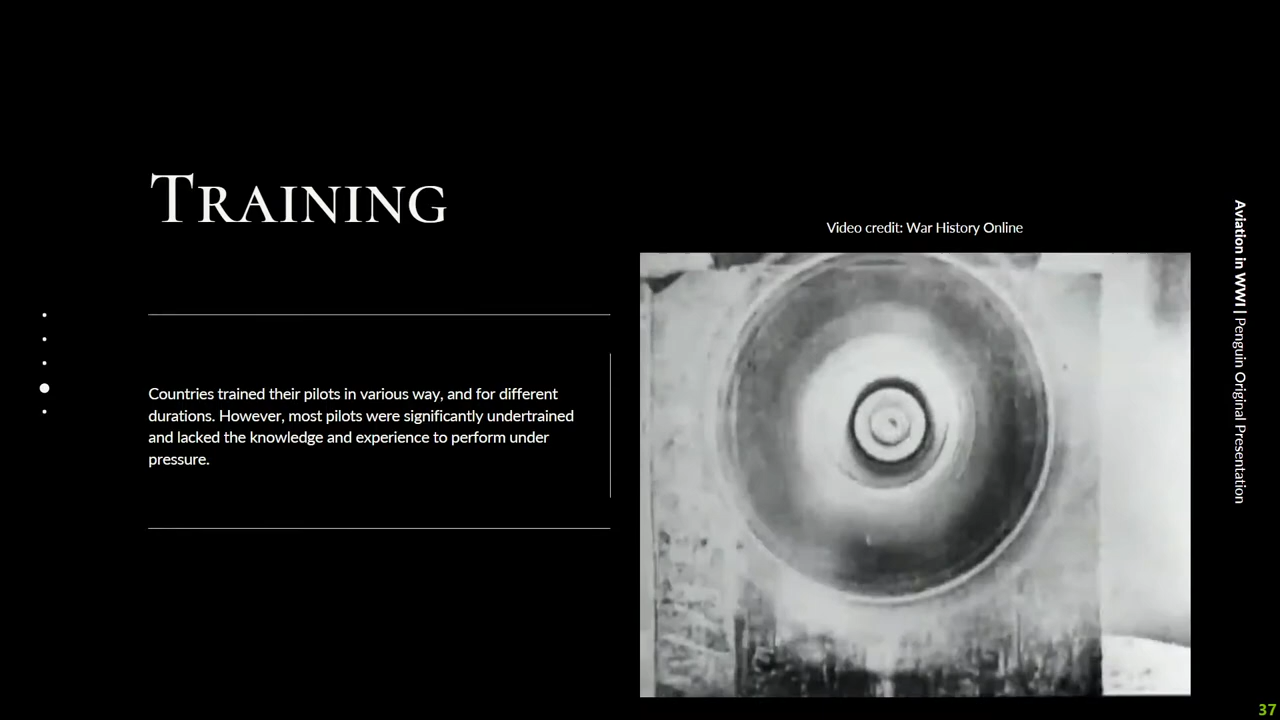 TRAINING
Video credit: War History Online
Countries trained their pilots in various way, and for different
durations. However, most pilots were significantly undertrained
and lacked the knowledge and experience to perform under
pressure.
Aviation in WWI | Penguin Original Presentation
37